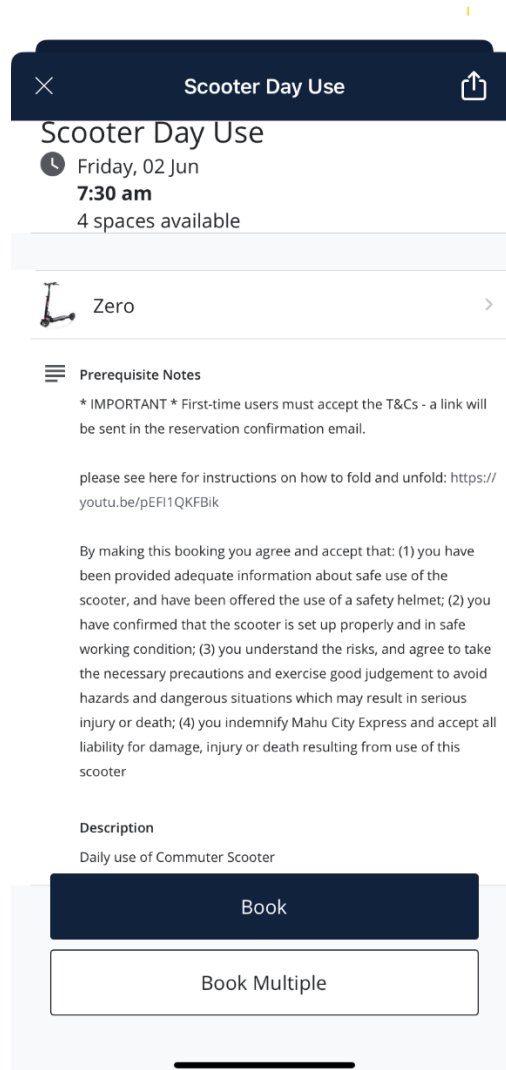 Scooter Day Use
Scooter Day Use
Friday, 02 Jun
7:30 am
4 spaces available
Zero
Prerequisite Notes
* IMPORTANT * First-time users must accept the T&Cs - a link will
be sent in the reservation confirmation email.
please see here for instructions on how to fold and unfold: https://
youtu.be/pEFI1QKFBik
By making this booking you agree and accept that: (1) you have
been provided adequate information about safe use of the
scooter, and have been offered the use of a safety helmet; (2) you
have confirmed that the scooter is set up properly and in safe
working condition; (3) you understand the risks, and agree to take
the necessary precautions and exercise good judgement to avoid
hazards and dangerous situations which may result in serious
injury or death; (4) you indemnify Mahu City Express and accept all
liability for damage, injury or death resulting from use of this
scooter
Description
Daily use of Commuter Scooter
Book
Book Multiple